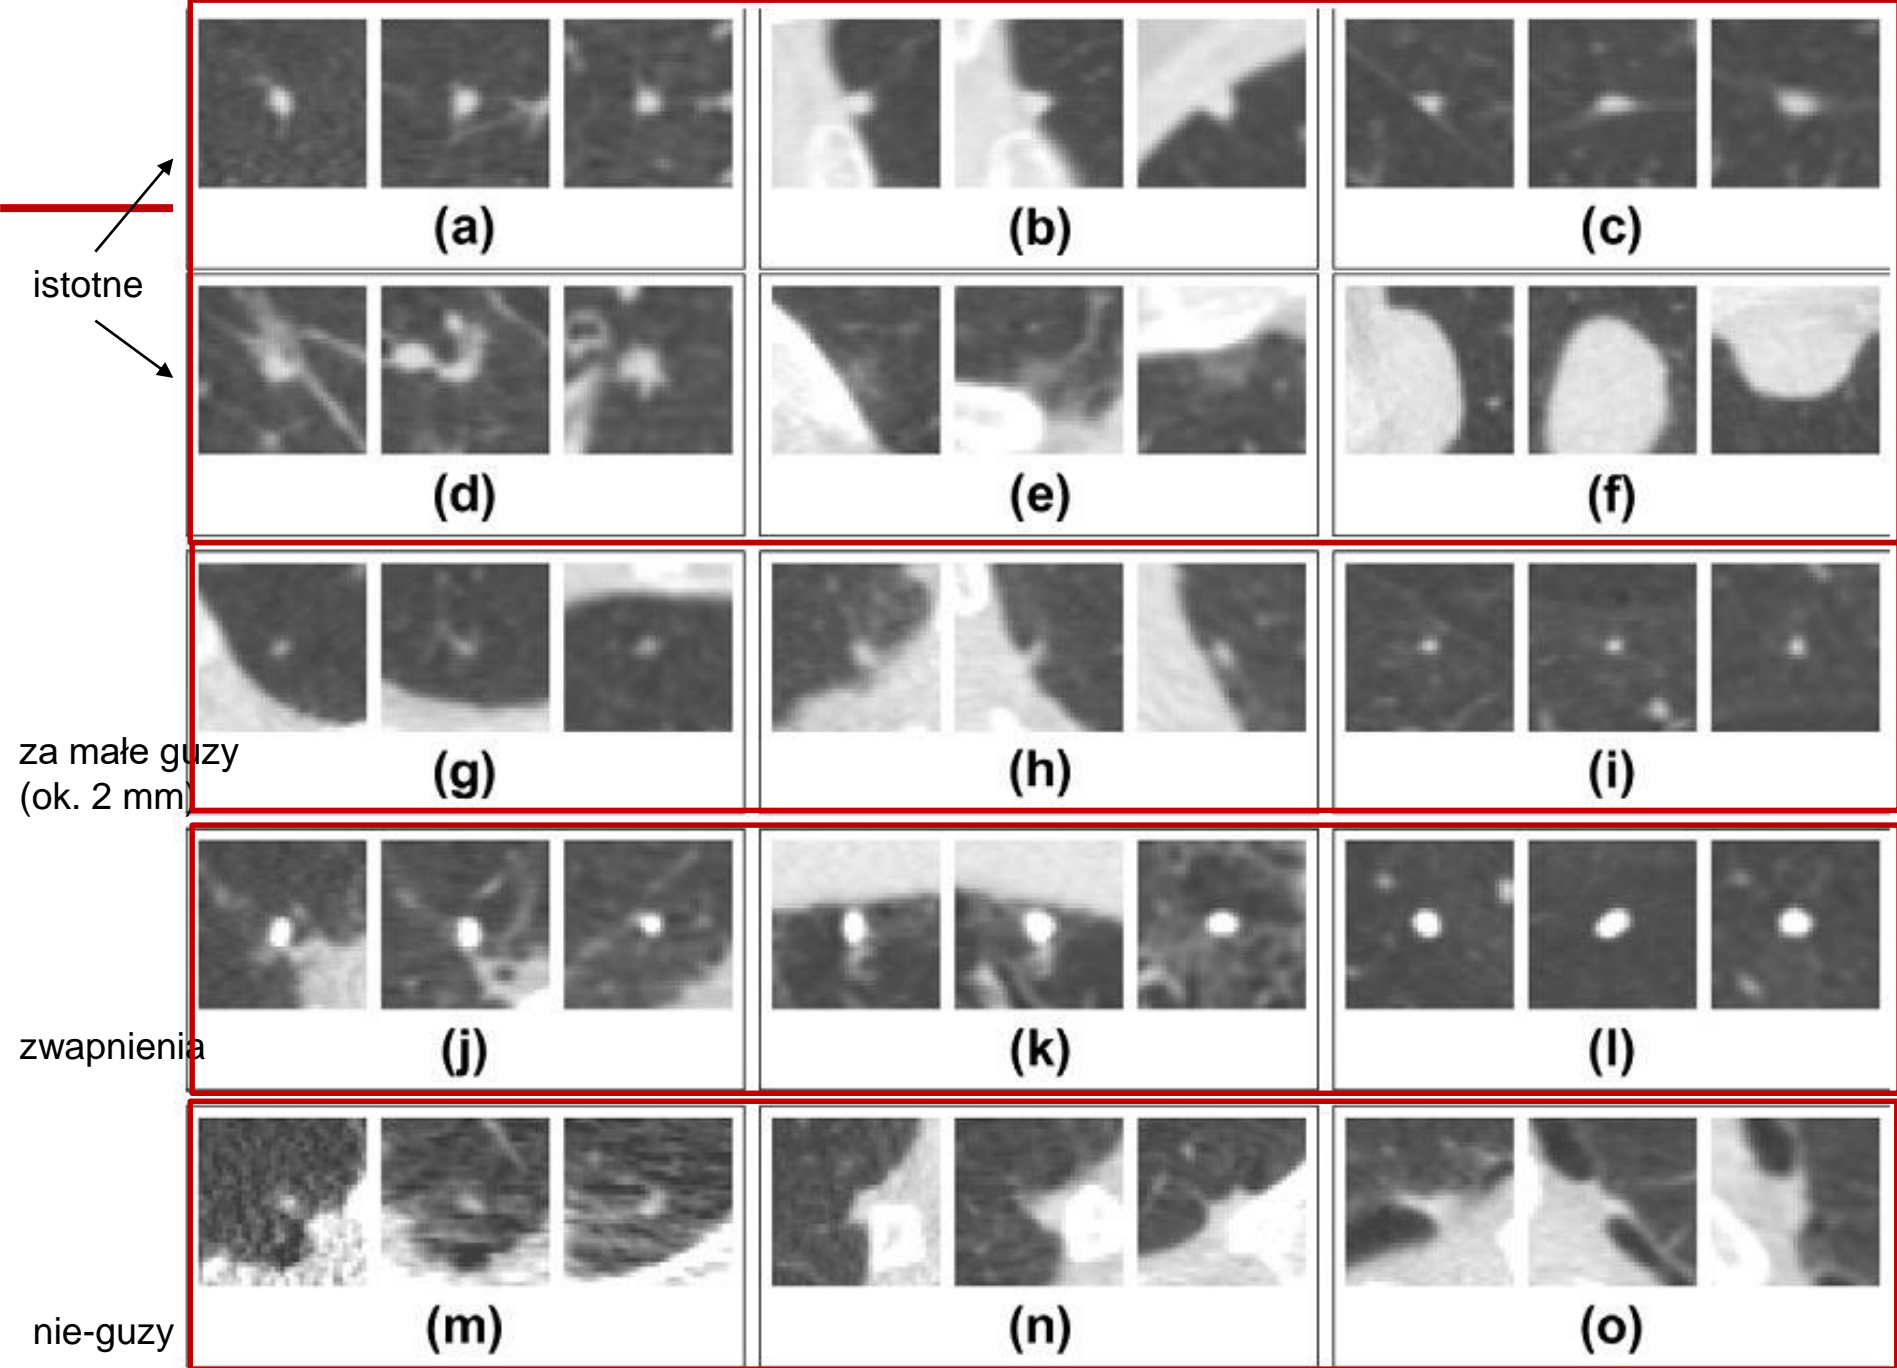 (a) (b) (c)
istotne
(d) (e) (f)
za małe guzy
(ok. 2 mm)
(g) (h) (i)
zwapnienia
(j) (k) (l)
nie-guzy
(m) (n) (o)